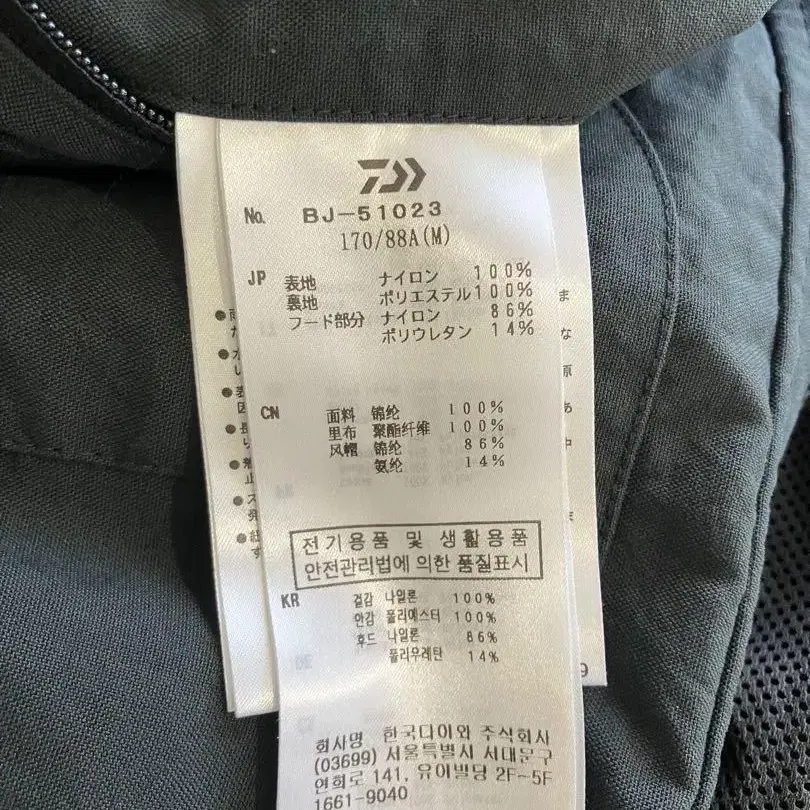 No. BJ-51023
170/88A(M)
JP 表地 ナイロン 100%
裏地 ポリエステル 100%
フード部分 ナイロン 86%
ポリウレタン 14%
CN 面料 锦纶 100%
里布 聚酯纤维 100%
风帽 锦纶 86%
氨纶 14%
전기용품 및 생활용품
안전관리법에 의한 품질표시
KR 겉감 나일론 100%
안감 폴리에스터 100%
후드 나일론 86%
폴리우레탄 14%
회사명 한국다이와 주식회사
(03699) 서울특별시 서대문구
연희로 141, 유이빌딩 2F-5F
1661-9040